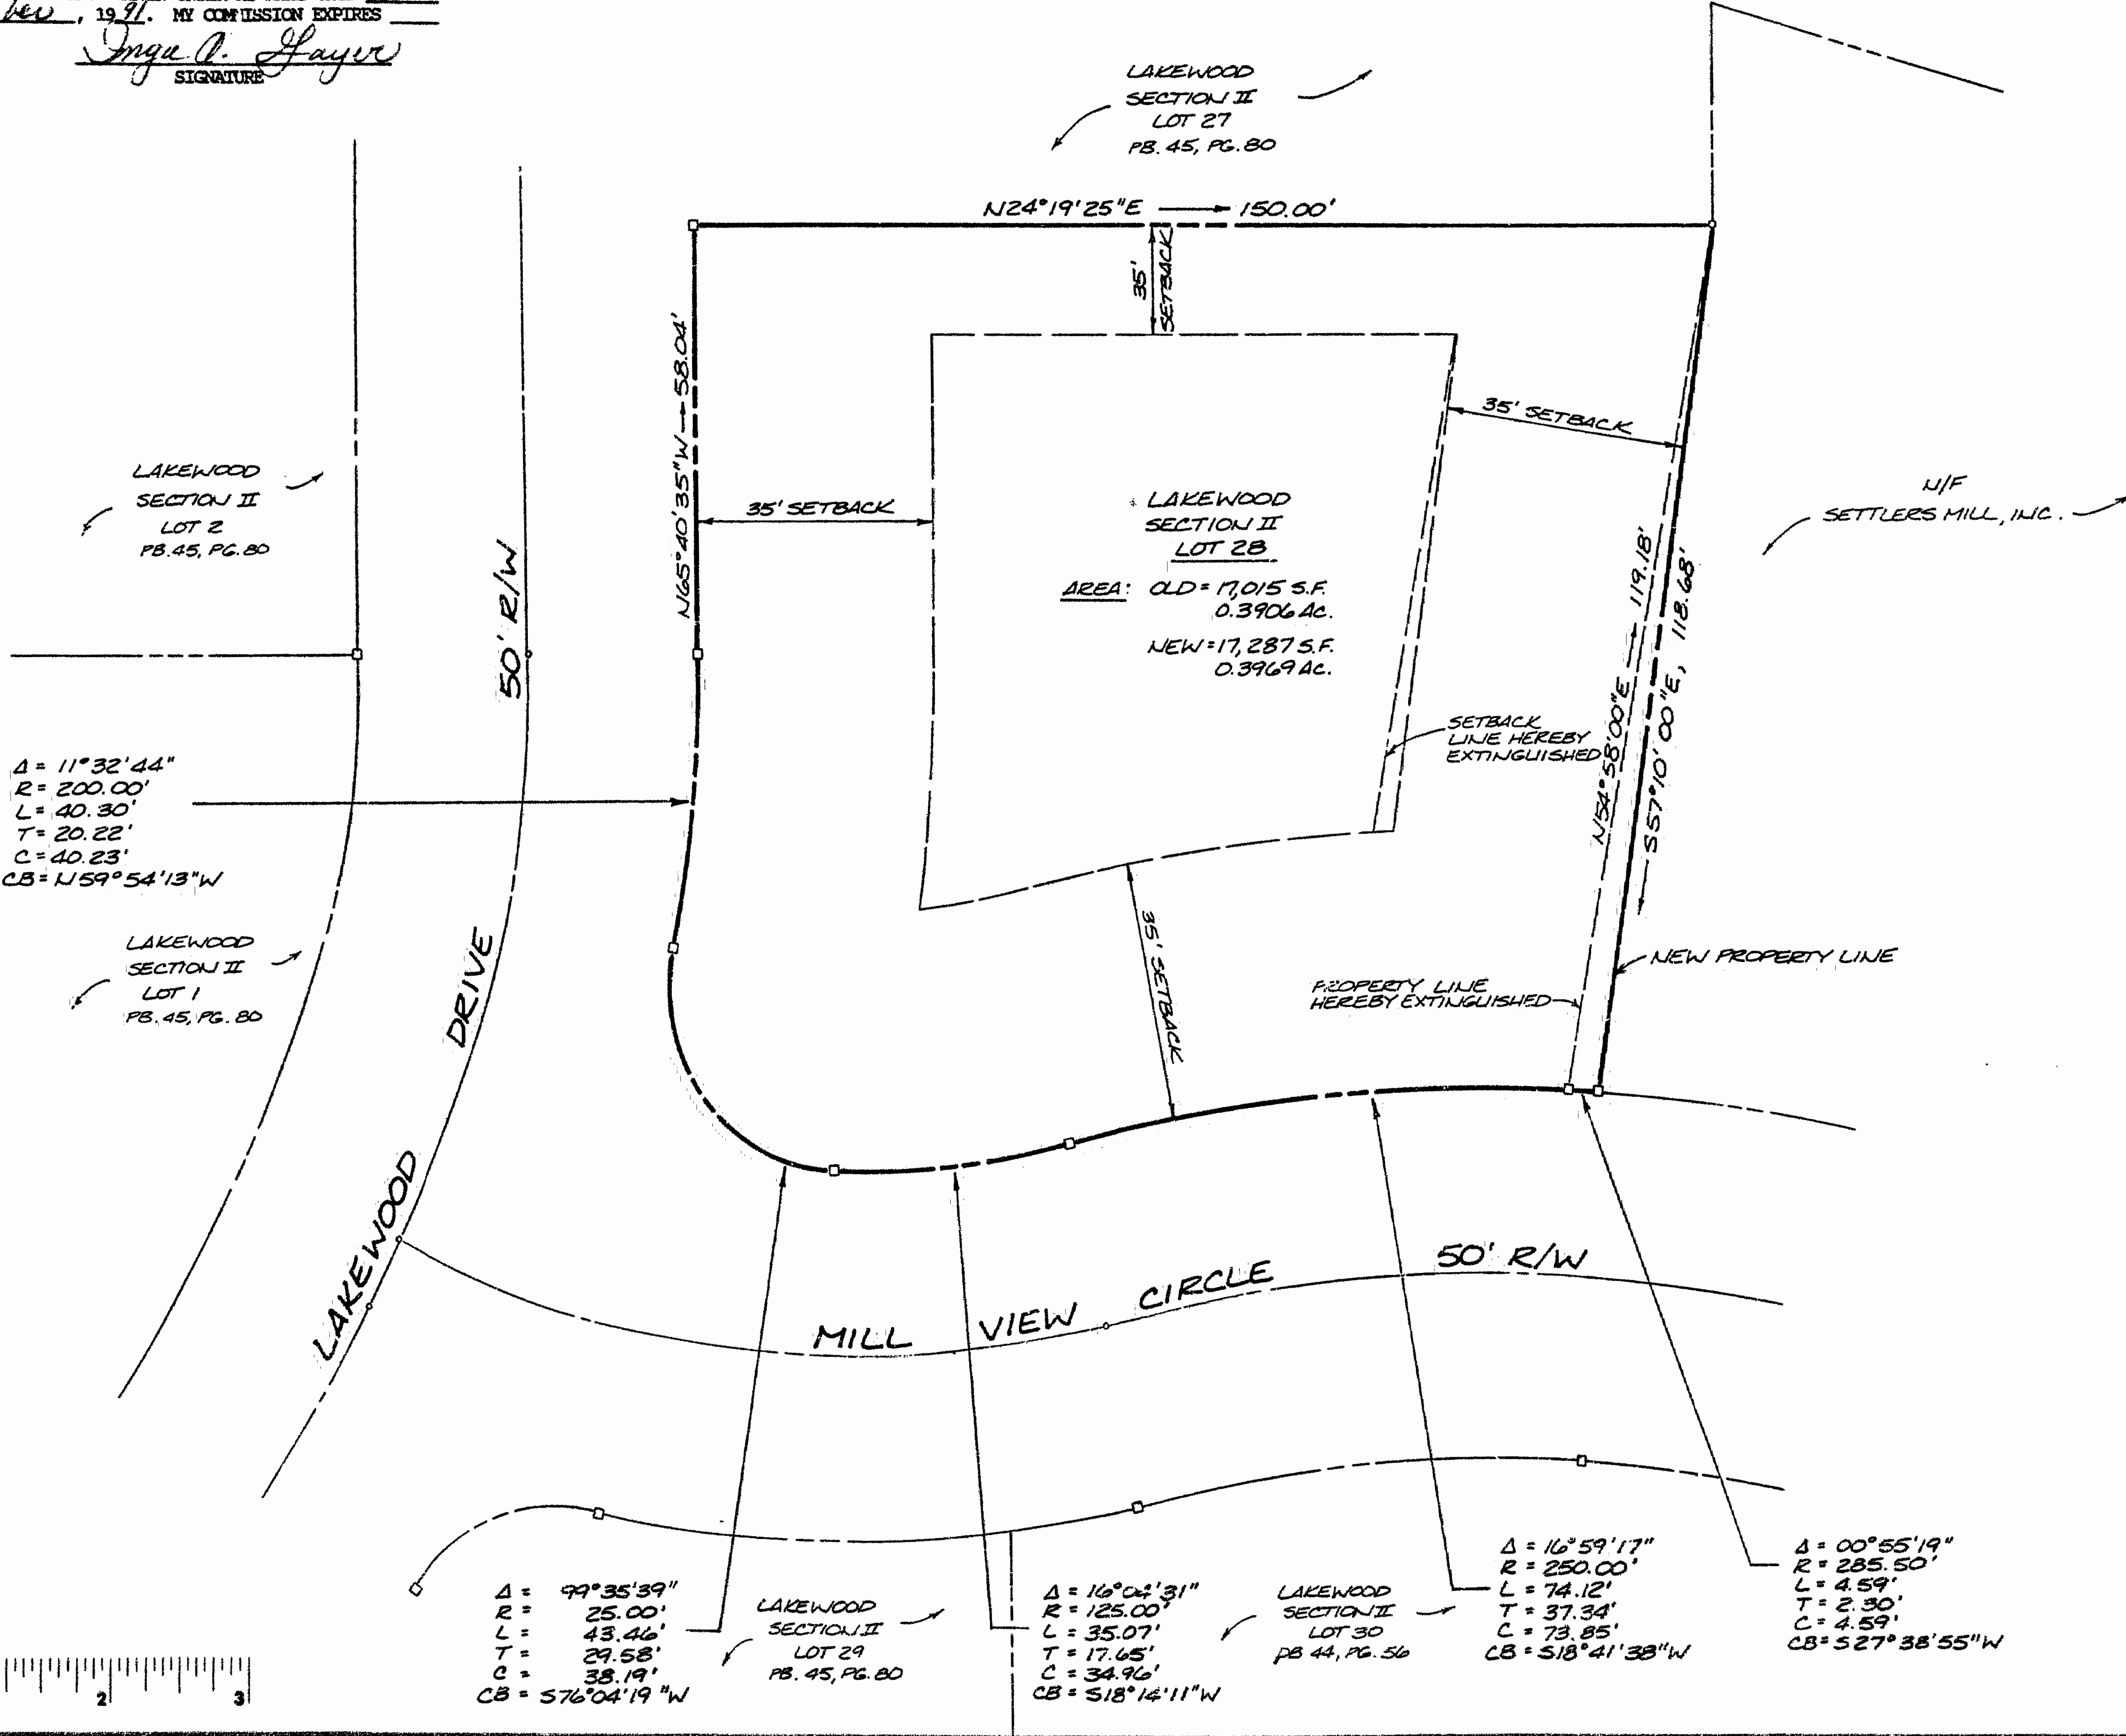 , 1991. MY COMMISSION EXPIRES
Inga A. Gayer
SIGNATURE
LAKEWOOD
SECTION II
LOT 27
PB. 45, PG. 80
N24°19'25"E 150.00'
35'
SETBACK
N65°40'35"W 58.04'
35' SETBACK
35' SETBACK
LAKEWOOD
SECTION II
LOT 2
PB. 45, PG. 80
50' R/W
LAKEWOOD
SECTION II
LOT 28
AREA: OLD = 17,015 S.F.
0.3906 AC.
NEW = 17,287 S.F.
0.3969 AC.
N/F
SETTLERS MILL, INC.
N54°58'00"E 119.18'
S57°10'00"E, 118.68'
SETBACK
LINE HEREBY
EXTINGUISHED
Δ = 11°32'44"
R = 200.00'
L = 40.30'
T = 20.22'
C = 40.23'
CB = N59°54'13"W
LAKEWOOD
SECTION II
LOT 1
PB. 45, PG. 80
LAKEWOOD DRIVE
35' SETBACK
NEW PROPERTY LINE
PROPERTY LINE
HEREBY EXTINGUISHED
MILL VIEW CIRCLE 50' R/W
Δ = 99°35'39"
R = 25.00'
L = 43.46'
T = 29.58'
C = 38.19'
CB = S76°04'19"W
LAKEWOOD
SECTION II
LOT 29
PB. 45, PG. 80
Δ = 16°04'31"
R = 125.00'
L = 35.07'
T = 17.65'
C = 34.96'
CB = S18°14'11"W
LAKEWOOD
SECTION II
LOT 30
PB 44, PG. 56
Δ = 16°59'17"
R = 250.00'
L = 74.12'
T = 37.34'
C = 73.85'
CB = S18°41'38"W
Δ = 00°55'19"
R = 285.50'
L = 4.59'
T = 2.30'
C = 4.59'
CB = S27°38'55"W
2 3